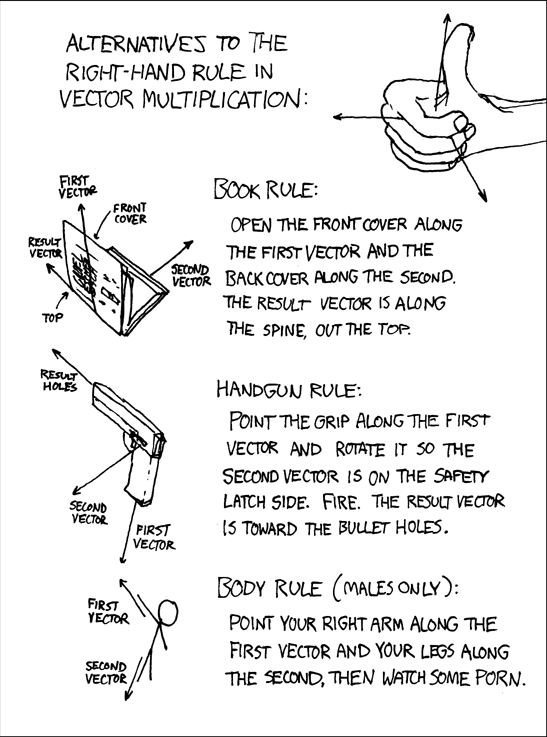 ALTERNATIVES TO THE
RIGHT-HAND RULE IN
VECTOR MULTIPLICATION:
BOOK RULE:
OPEN THE FRONT COVER ALONG
THE FIRST VECTOR AND THE
BACK COVER ALONG THE SECOND.
THE RESULT VECTOR IS ALONG
THE SPINE, OUT THE TOP.
FIRST
VECTOR
FRONT
COVER
RESULT
VECTOR
SECOND
VECTOR
TOP
HANDGUN RULE:
POINT THE GRIP ALONG THE FIRST
VECTOR AND ROTATE IT SO THE
SECOND VECTOR IS ON THE SAFETY
LATCH SIDE. FIRE. THE RESULT VECTOR
IS TOWARD THE BULLET HOLES.
RESULT
HOLES
SECOND
VECTOR
FIRST
VECTOR
BODY RULE (MALES ONLY):
POINT YOUR RIGHT ARM ALONG THE
FIRST VECTOR AND YOUR LEGS ALONG
THE SECOND, THEN WATCH SOME PORN.
FIRST
VECTOR
SECOND
VECTOR